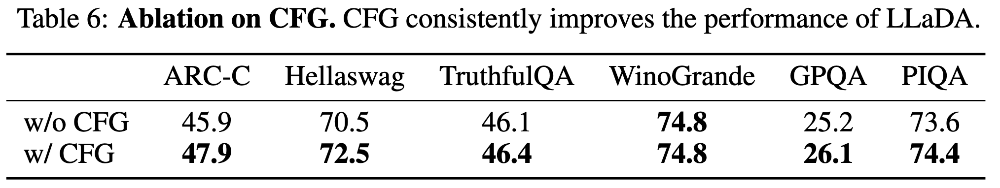 Table 6: Ablation on CFG. CFG consistently improves the performance of LLaDA.
ARC-C Hellaswag TruthfulQA WinoGrande GPQA PIQA
w/o CFG 45.9 70.5 46.1 74.8 25.2 73.6
w/ CFG 47.9 72.5 46.4 74.8 26.1 74.4